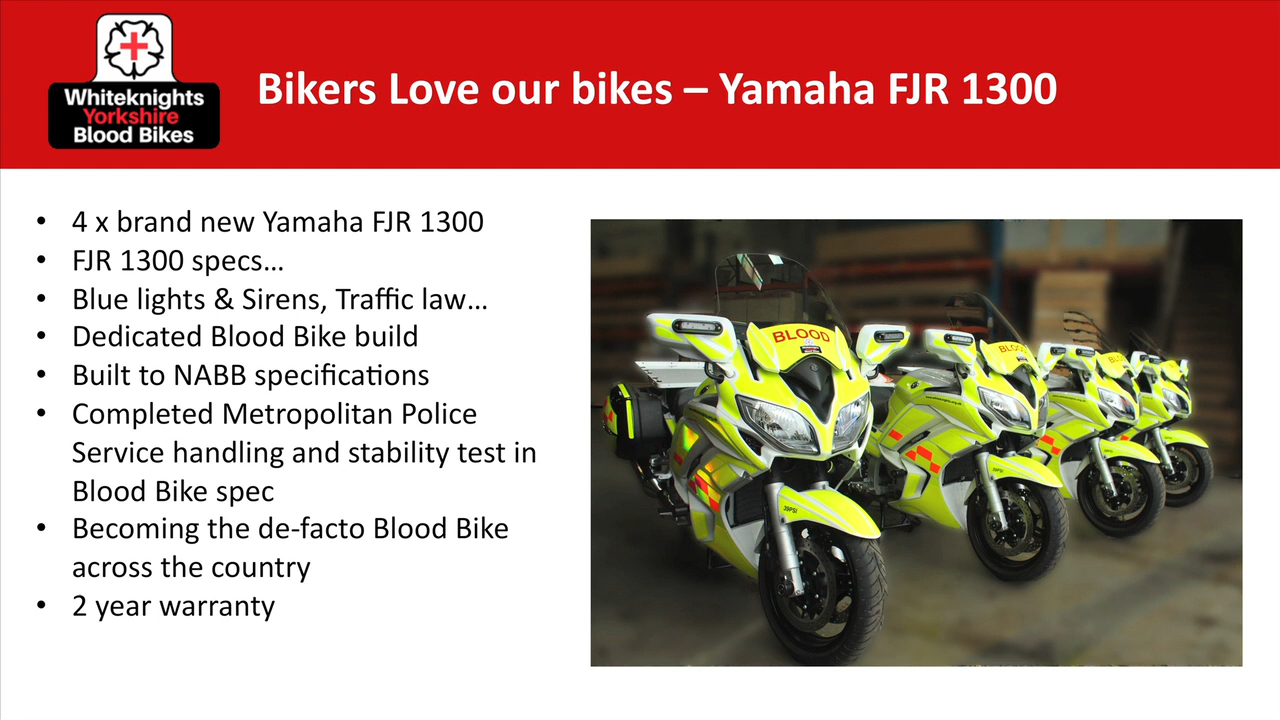 Whiteknights
Yorkshire
Blood Bikes
Bikers Love our bikes – Yamaha FJR 1300
• 4 x brand new Yamaha FJR 1300
• FJR 1300 specs…
• Blue lights & Sirens, Traffic law…
• Dedicated Blood Bike build
• Built to NABB specifications
• Completed Metropolitan Police
Service handling and stability test in
Blood Bike spec
• Becoming the de-facto Blood Bike
across the country
• 2 year warranty
BLOOD
BLOOD
39PSI
39PSI